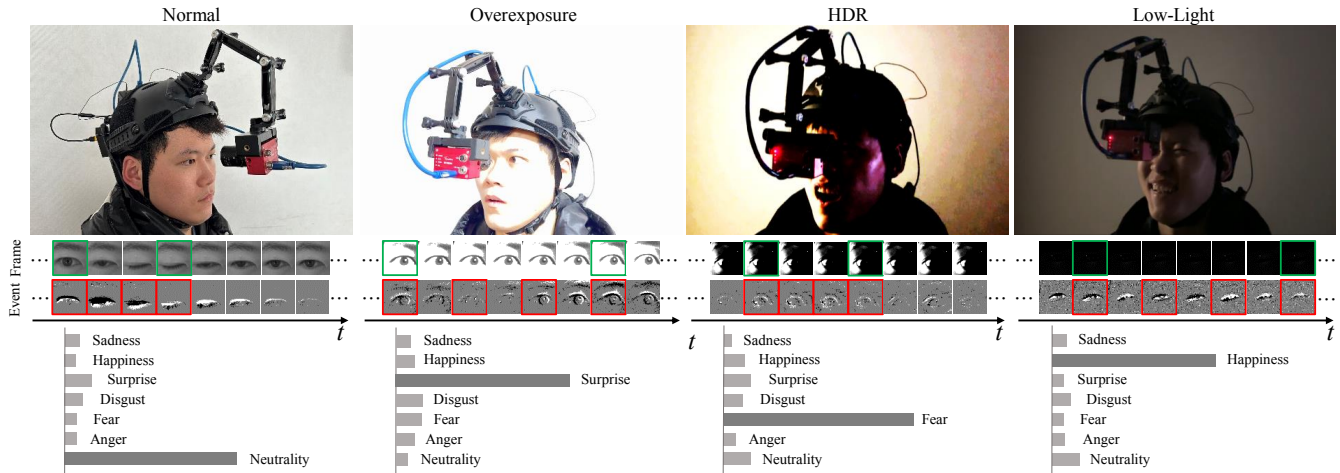 Normal Overexposure HDR Low-Light
Frame
Event
... ... ... ... ... ... ... ...
... ... ... ... ... ... ... ...
t t t t
Sadness Sadness Sadness Sadness
Happiness Happiness Happiness Happiness
Surprise Surprise Surprise Surprise
Disgust Disgust Disgust Disgust
Fear Fear Fear Fear
Anger Anger Anger Anger
Neutrality Neutrality Neutrality Neutrality